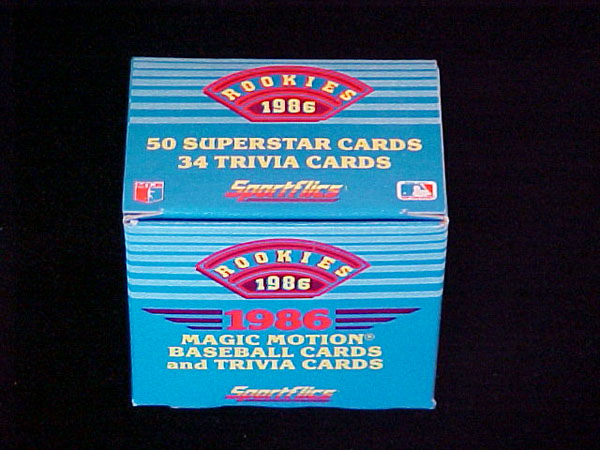 ROOKIES
1986
50 SUPERSTAR CARDS
34 TRIVIA CARDS
Sportflics
ROOKIES
1986
1986
MAGIC MOTION®
BASEBALL CARDS
and TRIVIA CARDS
Sportflics